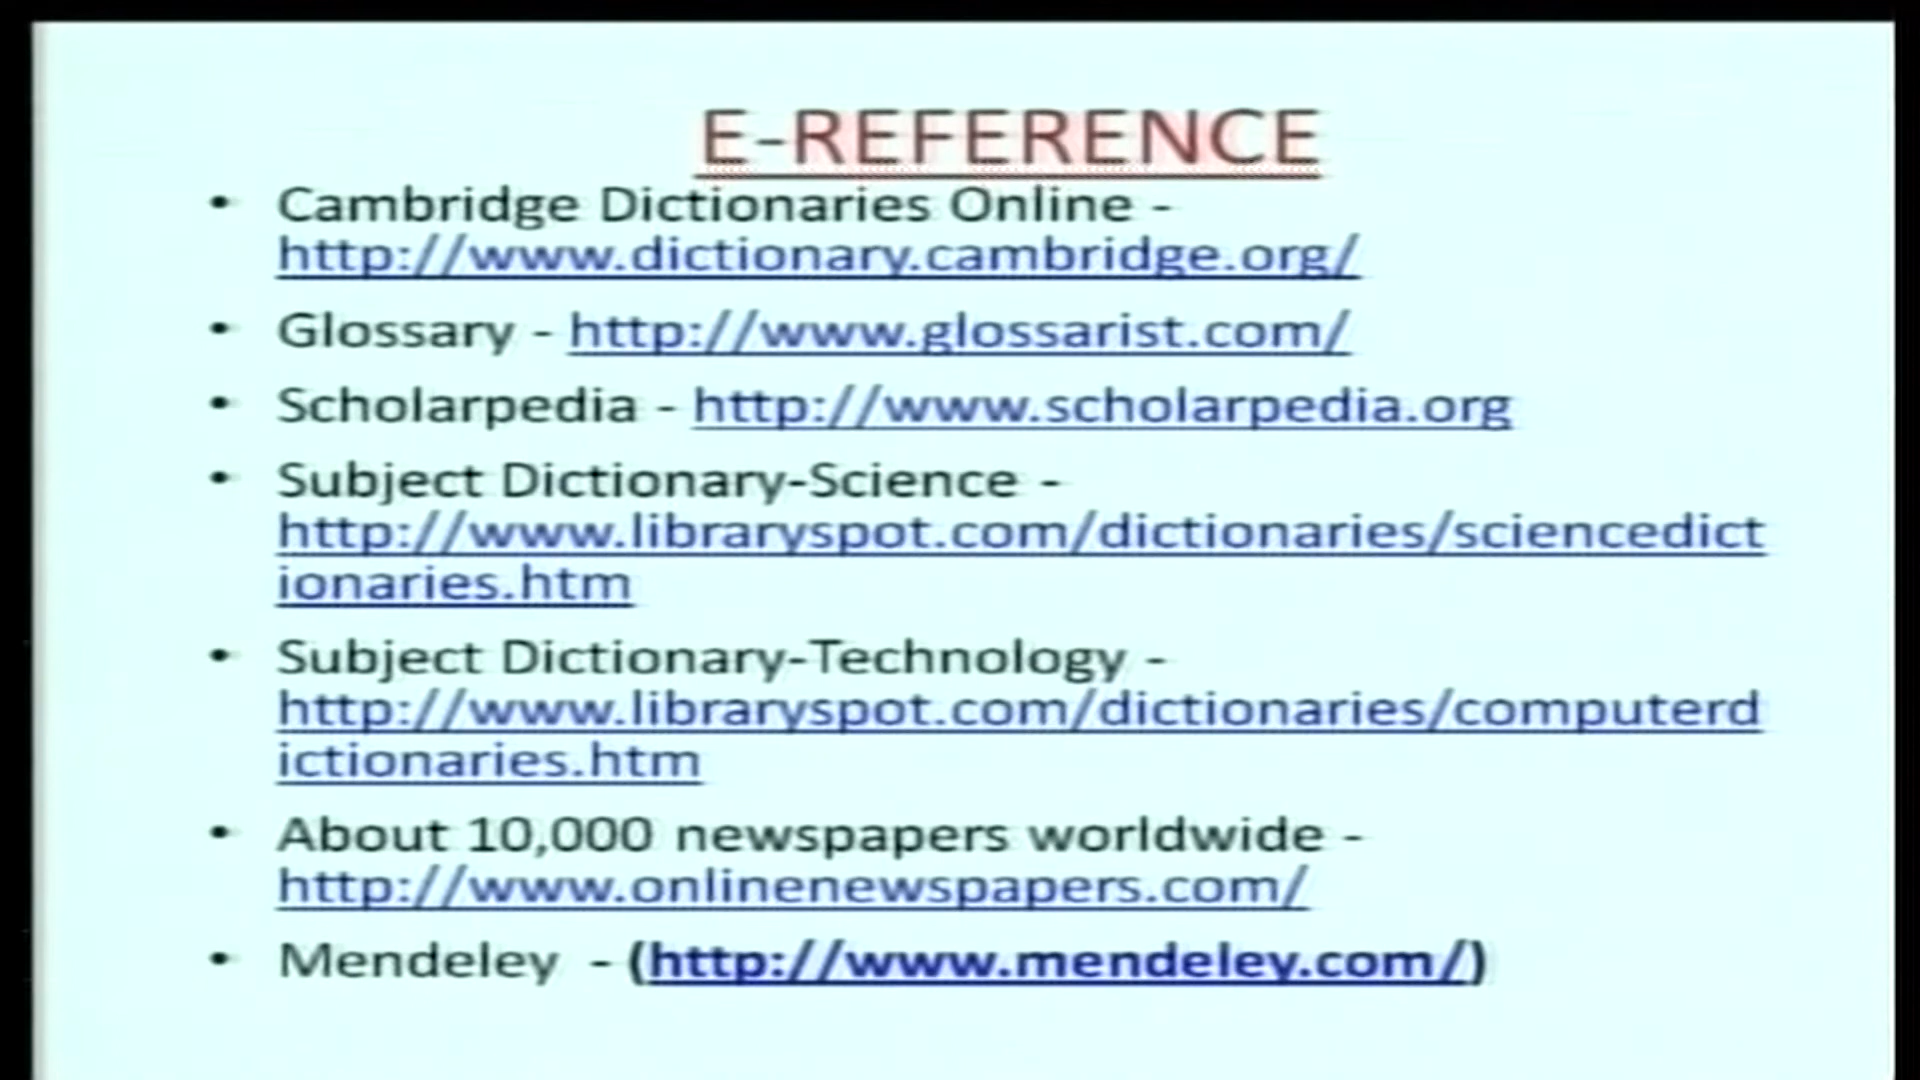 E-REFERENCE
• Cambridge Dictionaries Online -
http://www.dictionary.cambridge.org/
• Glossary - http://www.glossarist.com/
• Scholarpedia - http://www.scholarpedia.org
• Subject Dictionary-Science -
http://www.libraryspot.com/dictionaries/sciencedict
ionaries.htm
• Subject Dictionary-Technology -
http://www.libraryspot.com/dictionaries/computerd
ictionaries.htm
• About 10,000 newspapers worldwide -
http://www.onlinenewspapers.com/
• Mendeley - (http://www.mendeley.com/)